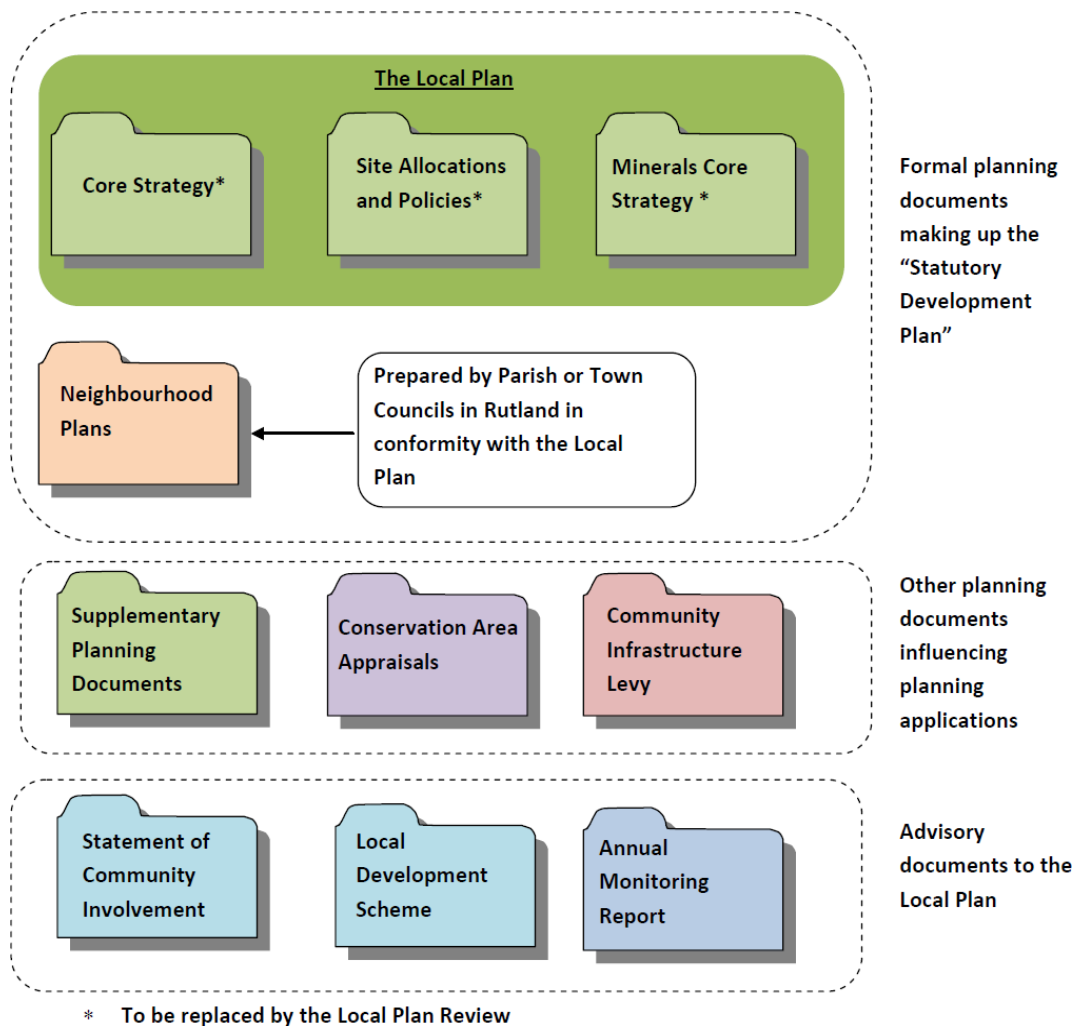 The Local Plan
Core Strategy*
Site Allocations
and Policies*
Minerals Core
Strategy *
Formal planning
documents
making up the
“Statutory
Development
Plan”
Neighbourhood
Plans
Prepared by Parish or Town
Councils in Rutland in
conformity with the Local
Plan
Supplementary
Planning
Documents
Conservation Area
Appraisals
Community
Infrastructure
Levy
Other planning
documents
influencing
planning
applications
Statement of
Community
Involvement
Local
Development
Scheme
Annual
Monitoring
Report
Advisory
documents to the
Local Plan
* To be replaced by the Local Plan Review